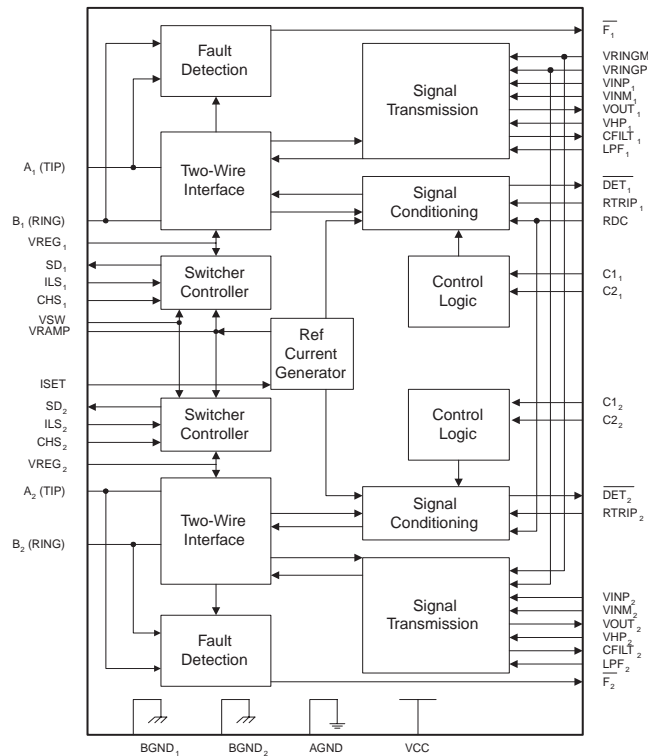 F₁
Fault
Detection
VRINGM
VRINGP
VINP₁
VINM₁
VOUT₁
VHP₁
CFILT₁
LPF₁
Signal
Transmission
A₁ (TIP)
Two-Wire
Interface
Signal
Conditioning
DET₁
RTRIP₁
RDC
B₁ (RING)
VREG₁
SD₁
ILS₁
CHS₁
Switcher
Controller
Control
Logic
C1₁
C2₁
VSW
VRAMP
Ref
Current
Generator
ISET
SD₂
ILS₂
CHS₂
Switcher
Controller
Control
Logic
C1₂
C2₂
VREG₂
A₂ (TIP)
B₂ (RING)
Two-Wire
Interface
Signal
Conditioning
DET₂
RTRIP₂
Signal
Transmission
VINP₂
VINM₂
VOUT₂
VHP₂
CFILT₂
LPF₂
F₂
Fault
Detection
BGND₁
BGND₂
AGND
VCC